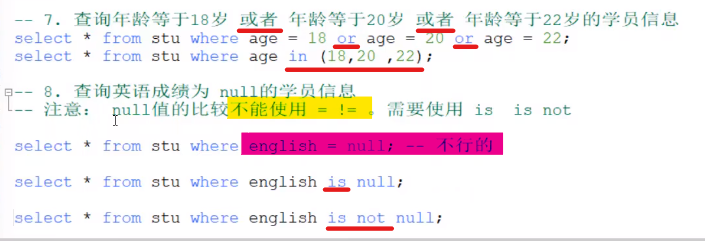 -- 7. 查询年龄等于18岁 或者 年龄等于20岁 或者 年龄等于22岁的学员信息
select * from stu where age = 18 or age = 20 or age = 22;
select * from stu where age in (18,20 ,22);
-- 8. 查询英语成绩为 null的学员信息
-- 注意： null值的比较不能使用 = != 。需要使用 is  is not
select * from stu where english = null; -- 不行的
select * from stu where english is null;
select * from stu where english is not null;